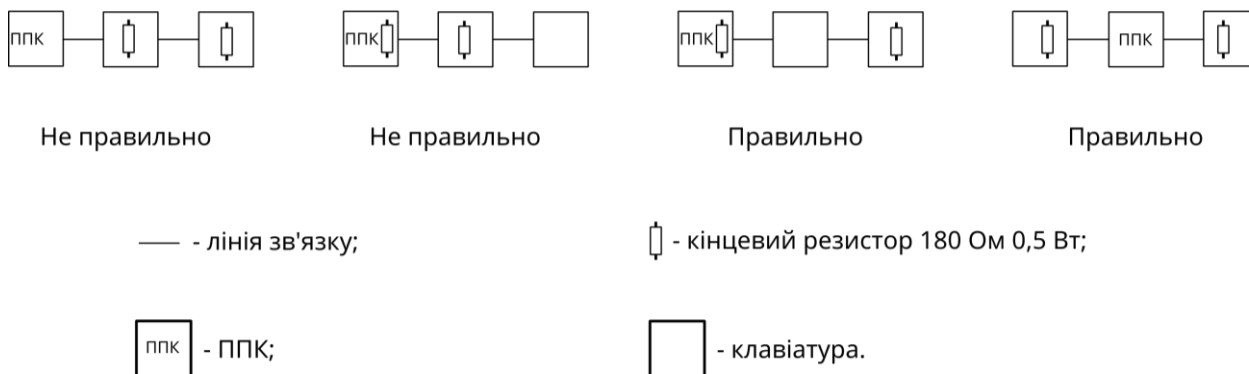 ППК ППК ППК ППК
Не правильно Не правильно Правильно Правильно
- лінія зв'язку; - кінцевий резистор 180 Ом 0,5 Вт;
ППК - ППК; - клавіатура.